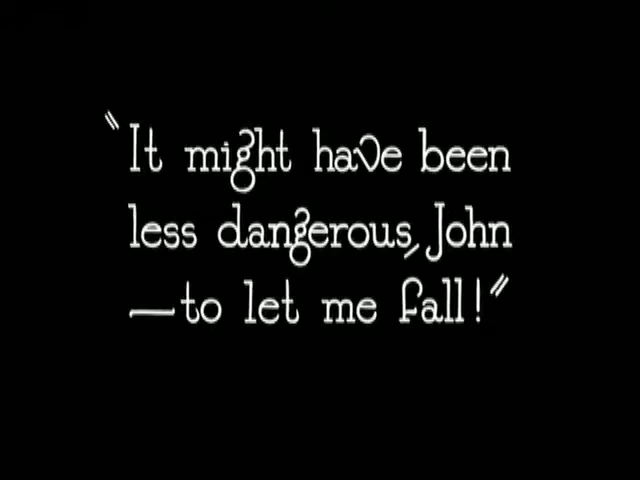 "It might have been
less dangerous, John
—to let me fall!"